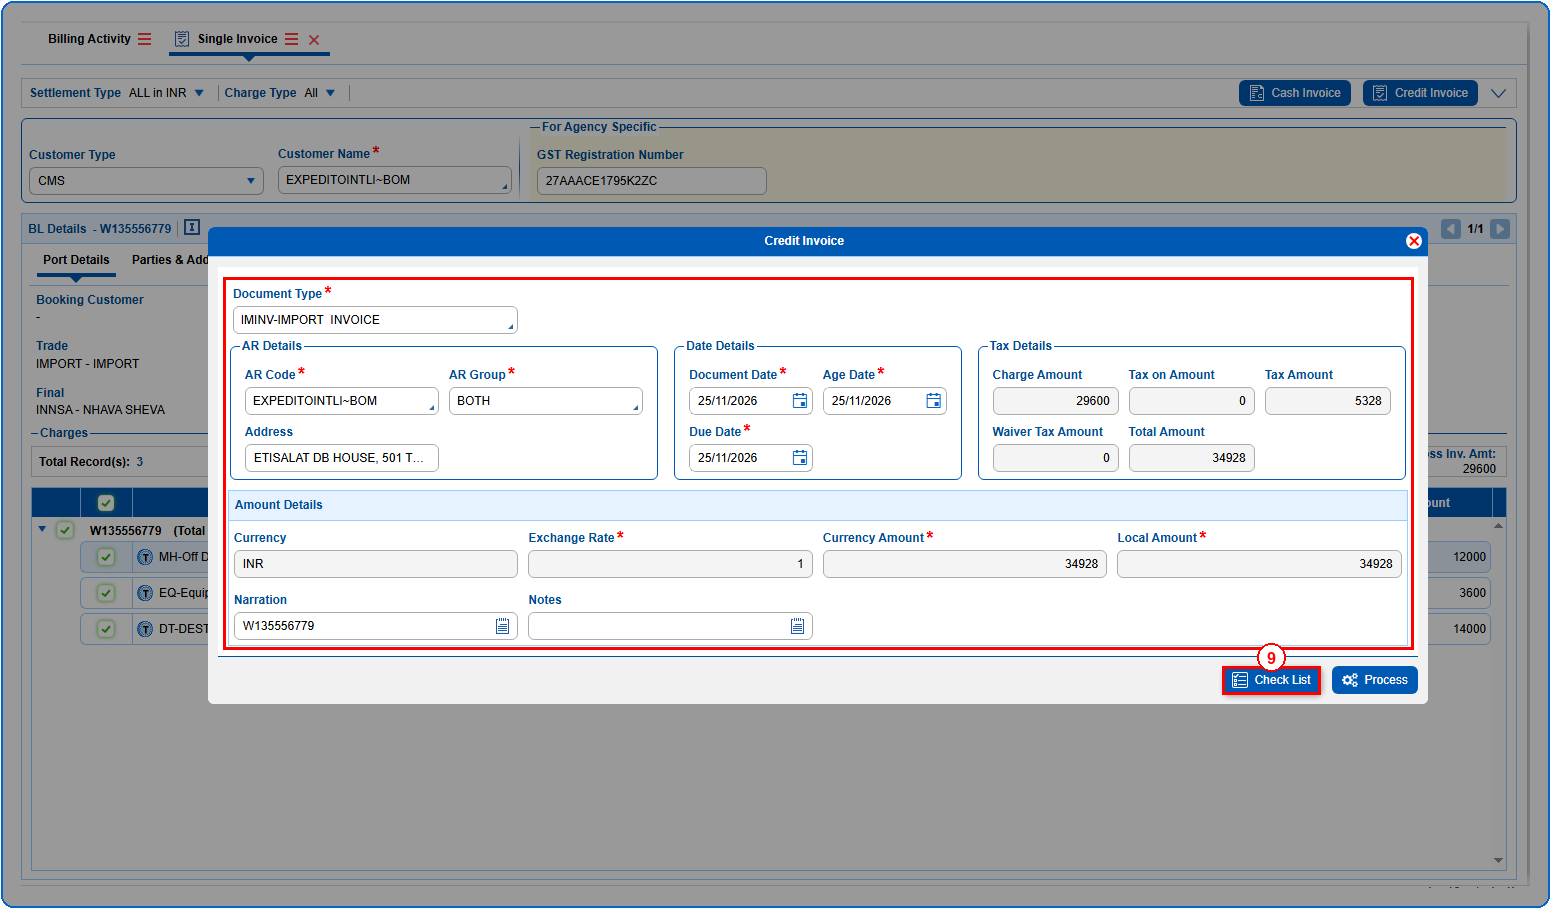 Billing Activity Single Invoice
Settlement Type ALL in INR Charge Type All Cash Invoice Credit Invoice
For Agency Specific
Customer Type Customer Name* GST Registration Number
CMS EXPEDITOINTLI~BOM 27AAACE1795K2ZC
BL Details - W135556779 1/1
Credit Invoice
Port Details Parties & Add
Booking Customer
-
Trade
IMPORT - IMPORT
Final
INNSA - NHAVA SHEVA
Charges
Total Record(s): 3
ss Inv. Amt:
29600
ount
W135556779 (Total
MH-Off D 12000
EQ-Equip 3600
DT-DEST 14000
Document Type*
IMINV-IMPORT INVOICE
AR Details
AR Code* AR Group*
EXPEDITOINTLI~BOM BOTH
Address
ETISALAT DB HOUSE, 501 T...
Date Details
Document Date* Age Date*
25/11/2026 25/11/2026
Due Date*
25/11/2026
Tax Details
Charge Amount Tax on Amount Tax Amount
29600 0 5328
Waiver Tax Amount Total Amount
0 34928
Amount Details
Currency Exchange Rate* Currency Amount* Local Amount*
INR 1 34928 34928
Narration Notes
W135556779
9
Check List Process